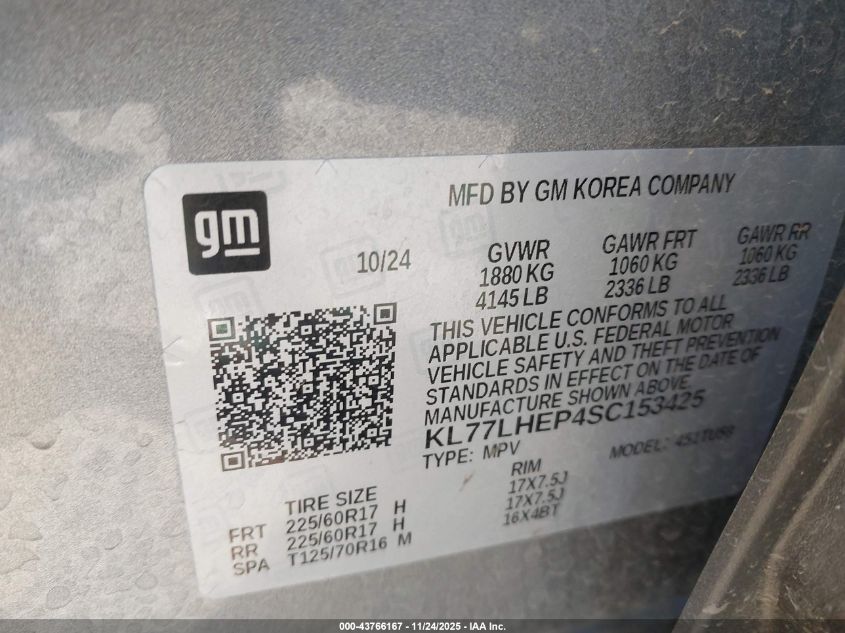 MFD BY GM KOREA COMPANY
gm
10/24
GVWR GAWR FRT GAWR RR
1880 KG 1060 KG 1060 KG
4145 LB 2336 LB 2336 LB
THIS VEHICLE CONFORMS TO ALL
APPLICABLE U.S. FEDERAL MOTOR
VEHICLE SAFETY AND THEFT PREVENTION
STANDARDS IN EFFECT ON THE DATE OF
MANUFACTURE SHOWN ABOVE.
KL77LHEP4SC153425
TYPE: MPV MODEL:
TIRE SIZE RIM
FRT 225/60R17 H 17X7.5J
RR 225/60R17 H 17X7.5J
SPA T125/70R16 M 16X4BT
000-43766167 - 11/24/2025 - IAA Inc.